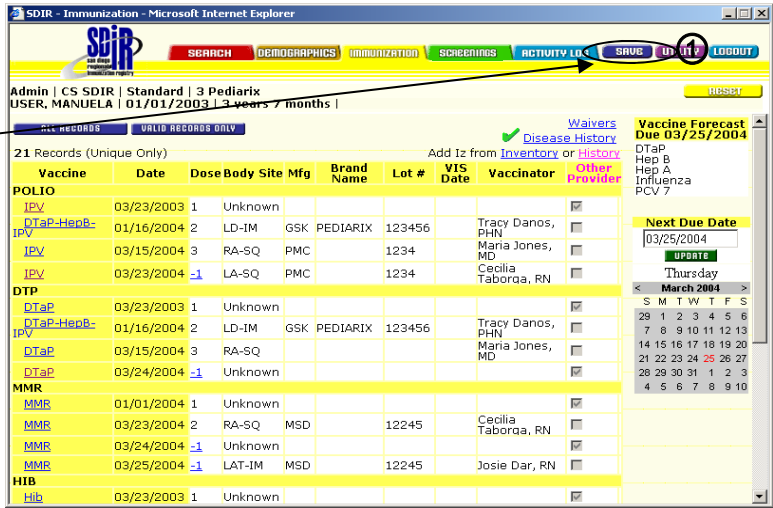 SDIR - Immunization - Microsoft Internet Explorer
SDIR
san diego
regional
immunization registry
SEARCH DEMOGRAPHICS IMMUNIZATION SCREENINGS ACTIVITY LOG SAVE UTILITY LOGOUT
1
Admin | CS SDIR | Standard | 3 Pediarix
USER, MANUELA | 01/01/2003 | 3 years 7 months |
RESET
ALL RECORDS VALID RECORDS ONLY
Waivers
Disease History
21 Records (Unique Only) Add Iz from Inventory or History
Vaccine Date Dose Body Site Mfg Brand Name Lot # VIS Date Vaccinator Other Provider
POLIO
IPV 03/23/2003 1 Unknown
DTaP-HepB-IPV 01/16/2004 2 LD-IM GSK PEDIARIX 123456 Tracy Danos, PHN
IPV 03/15/2004 3 RA-SQ PMC 1234 Maria Jones, MD
IPV 03/23/2004 -1 LA-SQ PMC 1234 Cecilia Taborga, RN
DTP
DTaP 03/23/2003 1 Unknown
DTaP-HepB-IPV 01/16/2004 2 LD-IM GSK PEDIARIX 123456 Tracy Danos, PHN
DTaP 03/15/2004 3 RA-SQ Maria Jones, MD
DTaP 03/24/2004 -1 Unknown
MMR
MMR 01/01/2004 1 Unknown
MMR 03/23/2004 2 RA-SQ MSD 12245 Cecilia Taborga, RN
MMR 03/24/2004 -1 Unknown
MMR 03/25/2004 -1 LAT-IM MSD 12245 Josie Dar, RN
HIB
Hib 03/23/2003 1 Unknown
Vaccine Forecast
Due 03/25/2004
DTaP
Hep B
Hep A
Influenza
PCV 7
Next Due Date
03/25/2004
UPDATE
Thursday
< March 2004 >
S M T W T F S
29 1 2 3 4 5 6
7 8 9 10 11 12 13
14 15 16 17 18 19 20
21 22 23 24 25 26 27
28 29 30 31 1 2 3
4 5 6 7 8 9 10